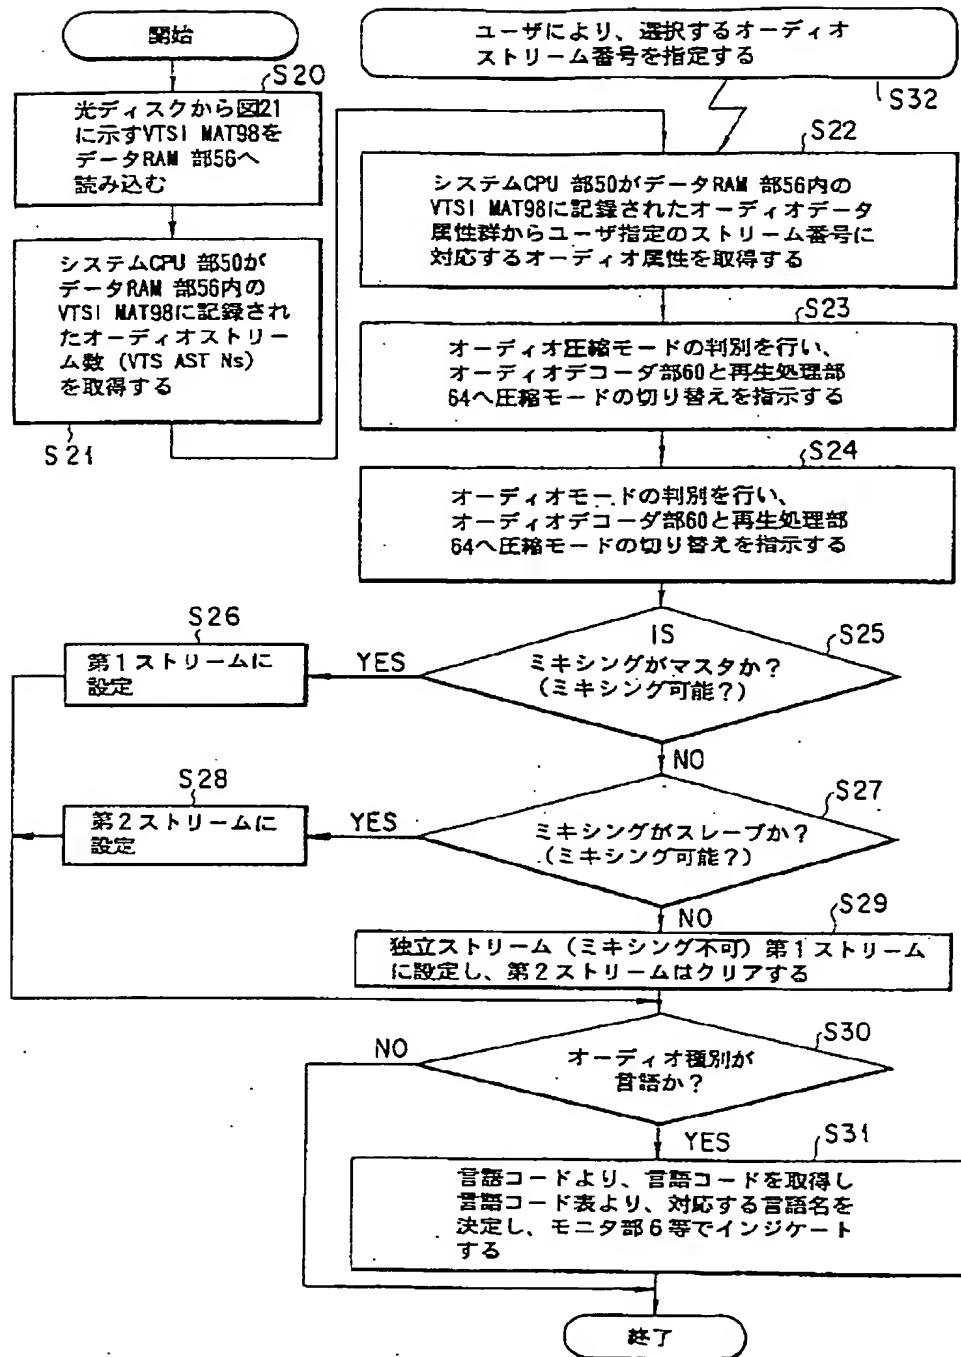 開始
S20
光ディスクから図21
に示すVTSI MAT98を
データRAM 部56へ
読み込む
システムCPU 部50が
データRAM 部56内の
VTSI MAT98に記録され
たオーディオストリー
ム数 (VTS AST Ns)
を取得する
S21
ユーザにより、選択するオーディオ
ストリーム番号を指定する
S32
S22
システムCPU 部50がデータRAM 部56内の
VTSI MAT98に記録されたオーディオデータ
属性群からユーザ指定のストリーム番号に
対応するオーディオ属性を取得する
S23
オーディオ圧縮モードの判別を行い、
オーディオデコーダ部60と再生処理部
64へ圧縮モードの切り替えを指示する
S24
オーディオモードの判別を行い、
オーディオデコーダ部60と再生処理部
64へ圧縮モードの切り替えを指示する
S25
IS
ミキシングがマスタか?
(ミキシング可能?)
YES
S26
第1ストリームに
設定
NO
S27
ミキシングがスレーブか?
(ミキシング可能?)
YES
S28
第2ストリームに
設定
NO
S29
独立ストリーム (ミキシング不可) 第1ストリーム
に設定し、第2ストリームはクリアする
S30
オーディオ種別が
言語か?
NO
YES
S31
言語コードより、言語コードを取得し
言語コード表より、対応する言語名を
決定し、モニタ部6等でインジケート
する
終了